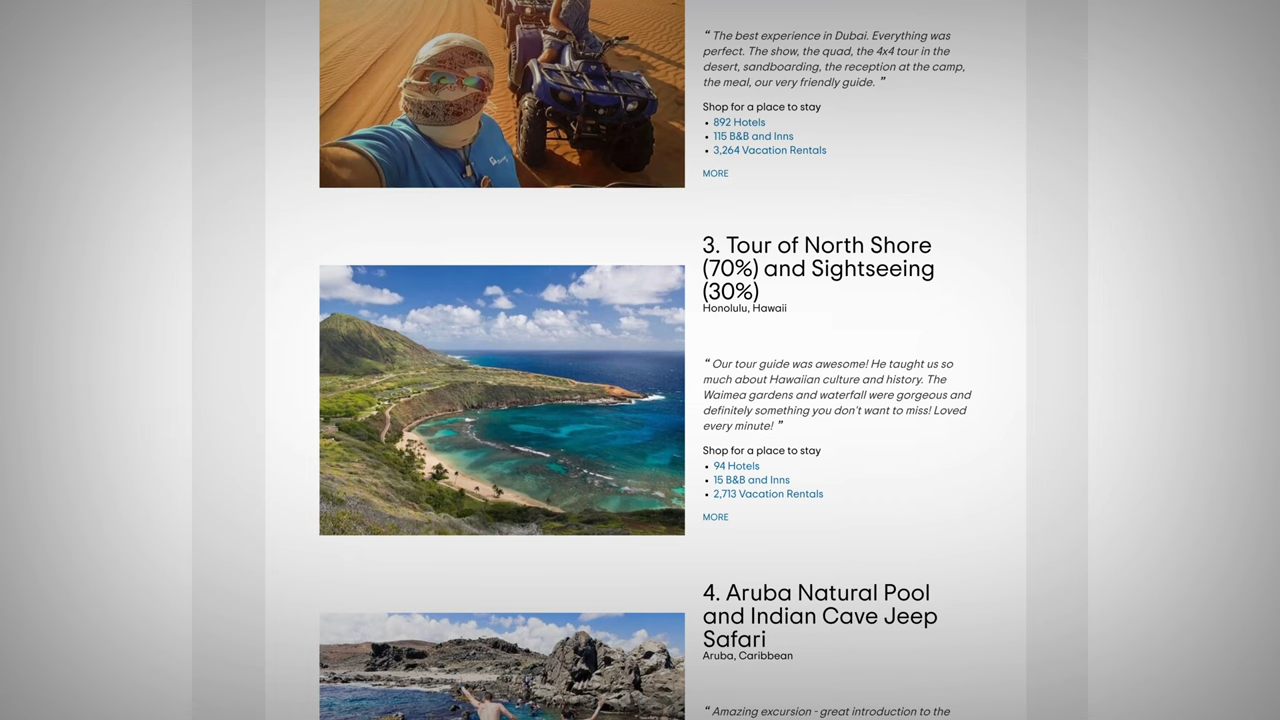 “ The best experience in Dubai. Everything was
perfect. The show, the quad, the 4x4 tour in the
desert, sandboarding, the reception at the camp,
the meal, our very friendly guide. ”
Shop for a place to stay
• 892 Hotels
• 115 B&B and Inns
• 3,264 Vacation Rentals
MORE
3. Tour of North Shore
(70%) and Sightseeing
(30%)
Honolulu, Hawaii
“ Our tour guide was awesome! He taught us so
much about Hawaiian culture and history. The
Waimea gardens and waterfall were gorgeous and
definitely something you don't want to miss! Loved
every minute! ”
Shop for a place to stay
• 94 Hotels
• 15 B&B and Inns
• 2,713 Vacation Rentals
MORE
4. Aruba Natural Pool
and Indian Cave Jeep
Safari
Aruba, Caribbean
“ Amazing excursion - great introduction to the